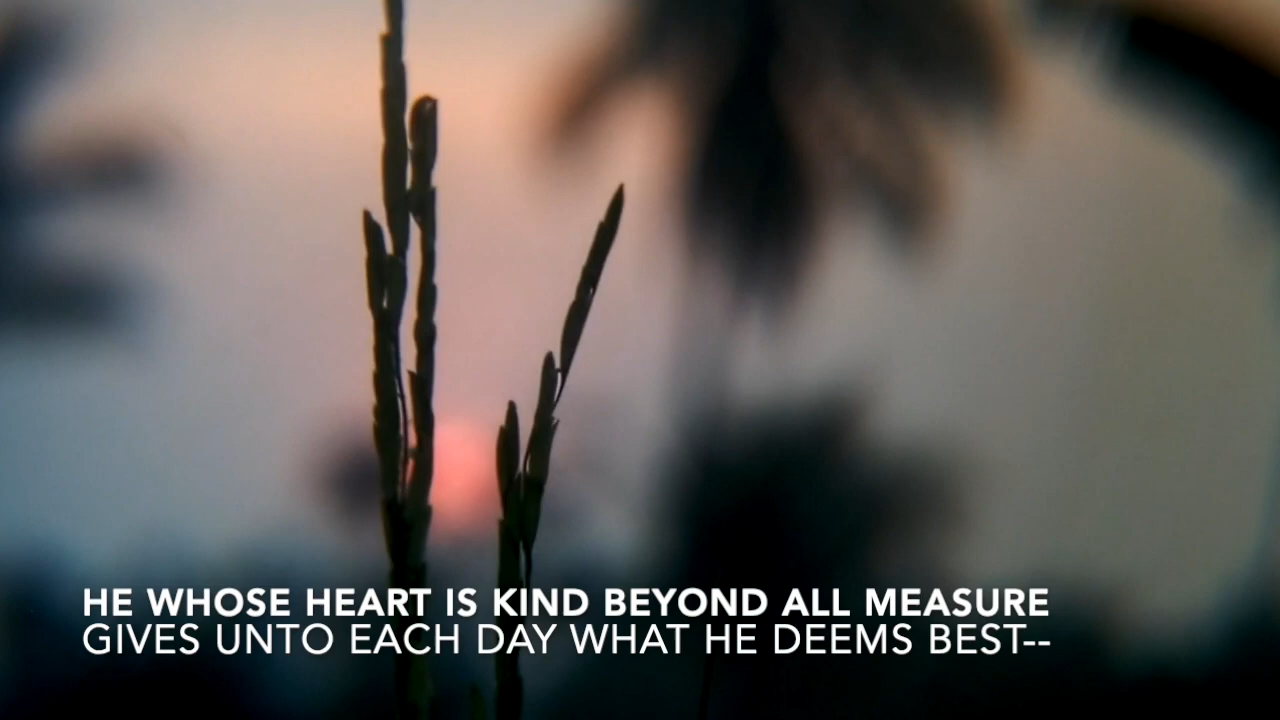 HE WHOSE HEART IS KIND BEYOND ALL MEASURE
GIVES UNTO EACH DAY WHAT HE DEEMS BEST--